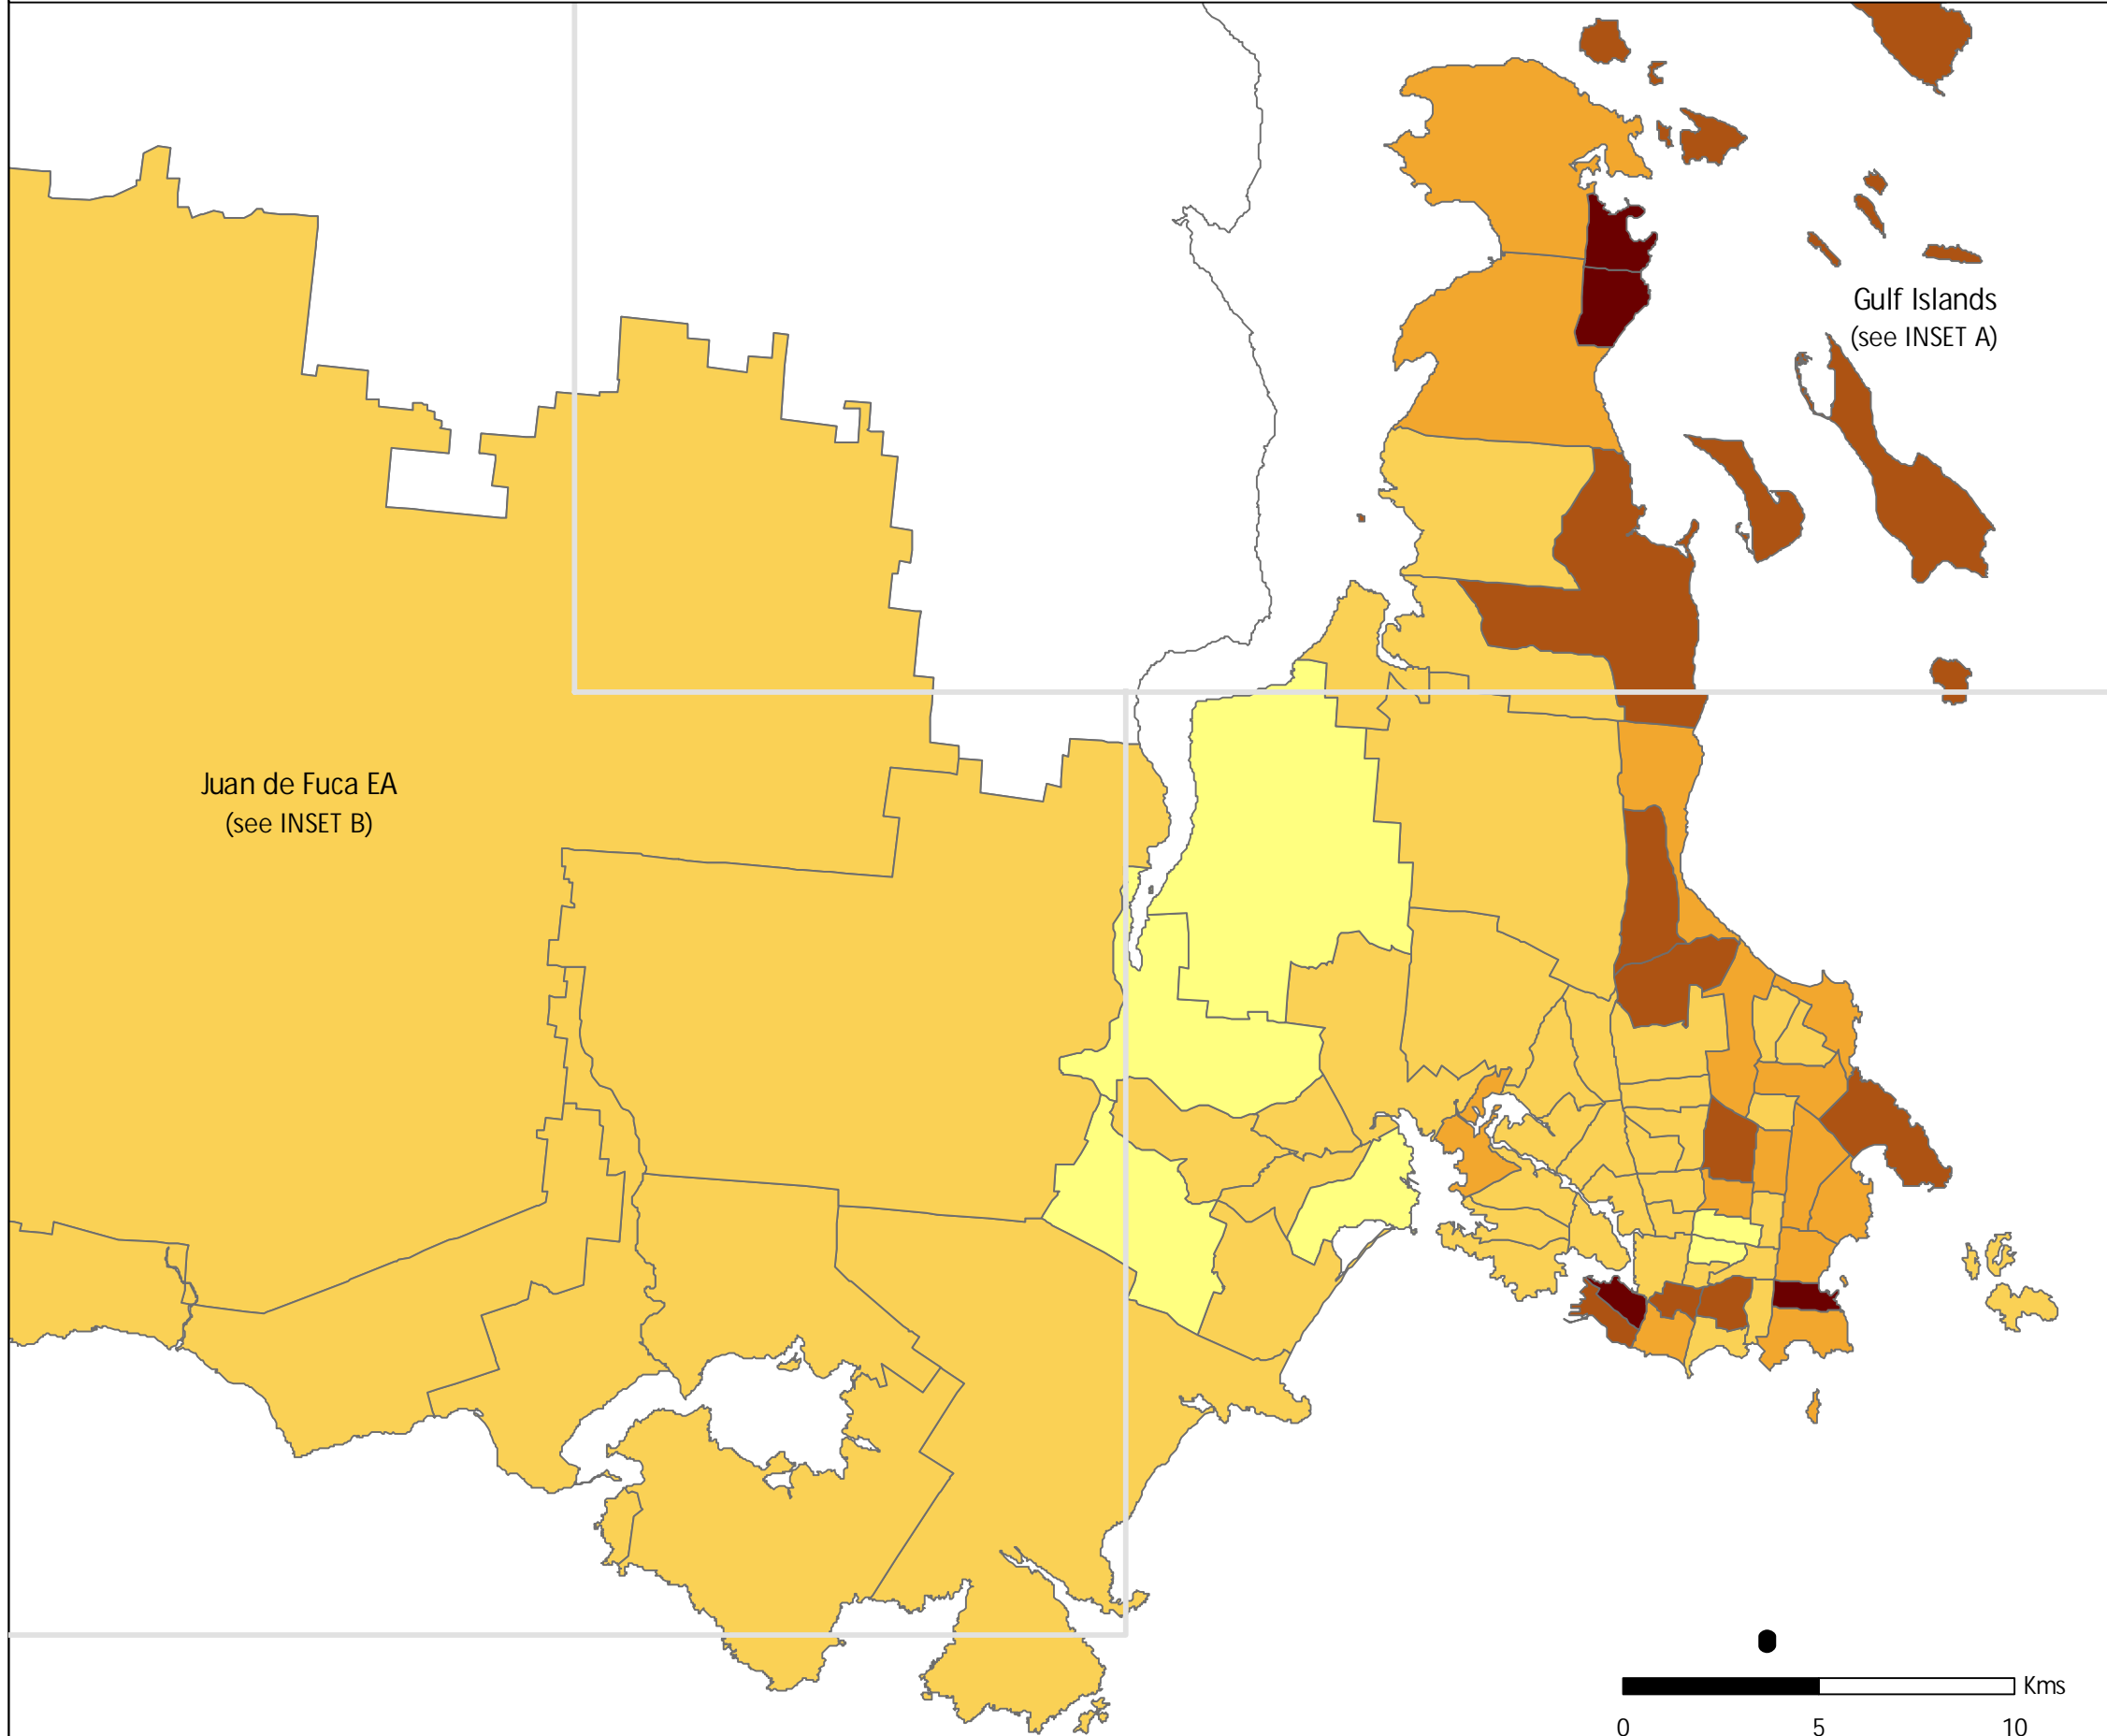 Gulf Islands
(see INSET A)
Juan de Fuca EA
(see INSET B)
Kms
0 5 10